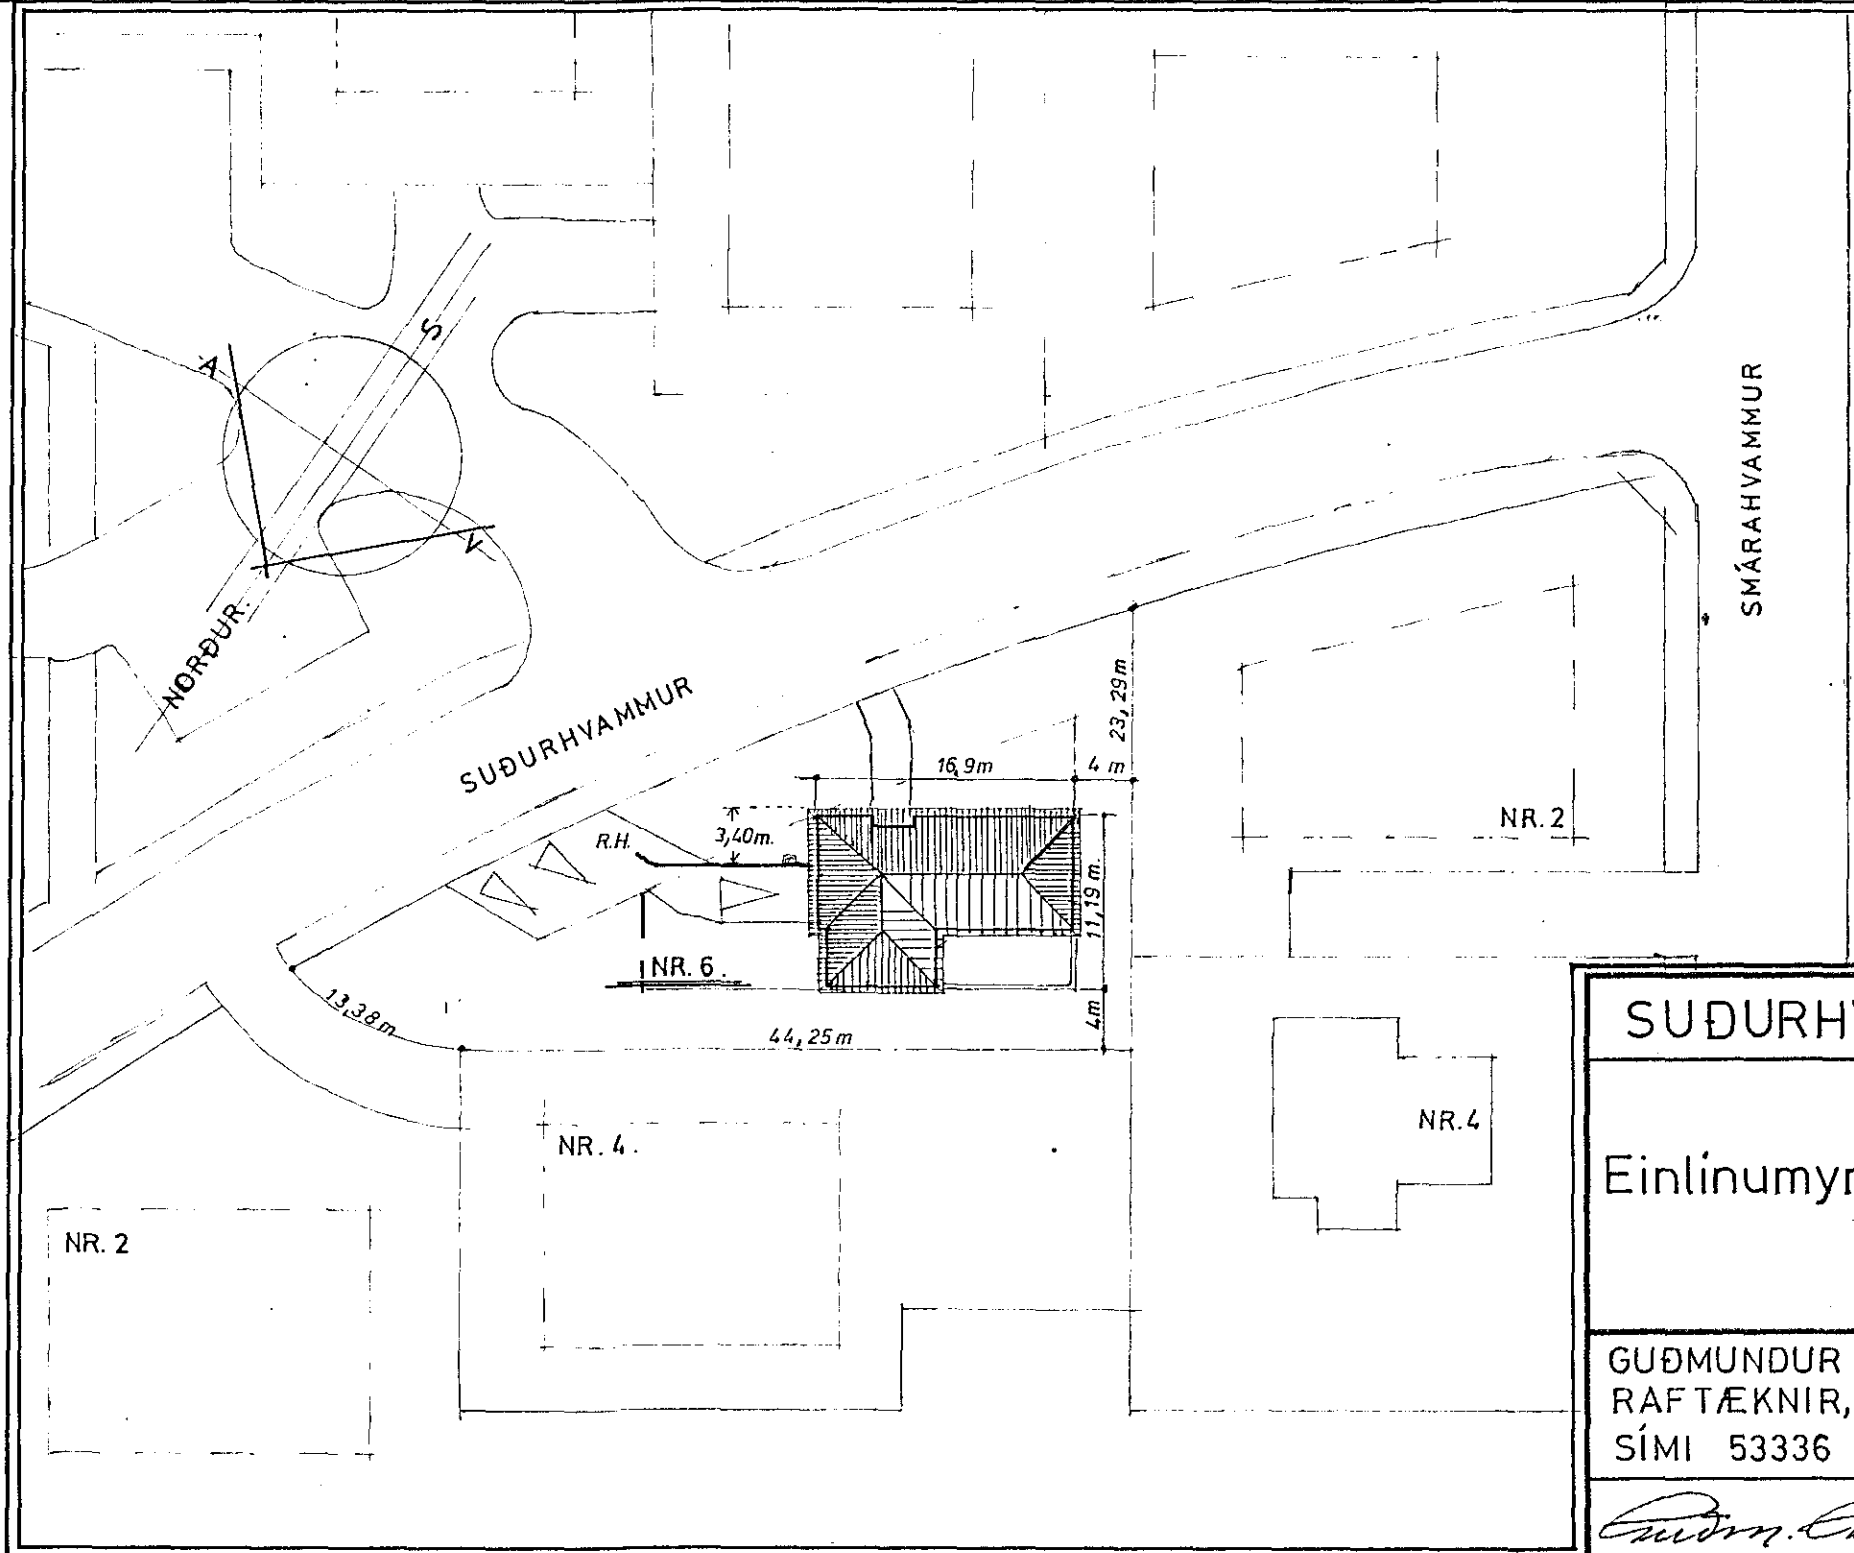 S
A
V
NORÐUR.
SMÁRAHVAMMUR
SUÐURHVAMMUR
23,29m
16,9m
4 m
R.H.
3,40m.
11,19 m.
NR. 2
NR. 6.
13,38m
44,25m
4m
NR. 4.
NR. 4
NR. 2
SUÐURH
Einlínumy
GUÐMUNDUR
RAFTÆKNIR,
SÍMI 53336